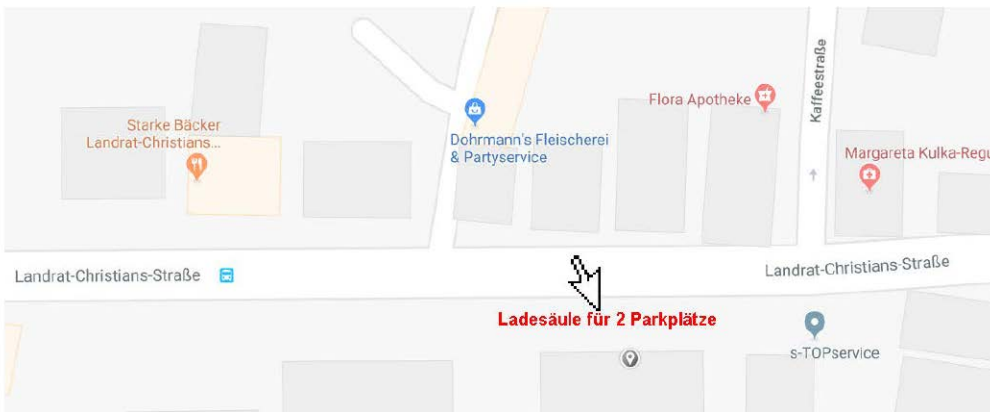 Kaffeestraße
Flora Apotheke
Starke Bäcker
Landrat-Christians...
Dohrmann's Fleischerei
& Partyservice
Margareta Kulka-Regu
Landrat-Christians-Straße
Landrat-Christians-Straße
Ladesäule für 2 Parkplätze
s-TOPservice